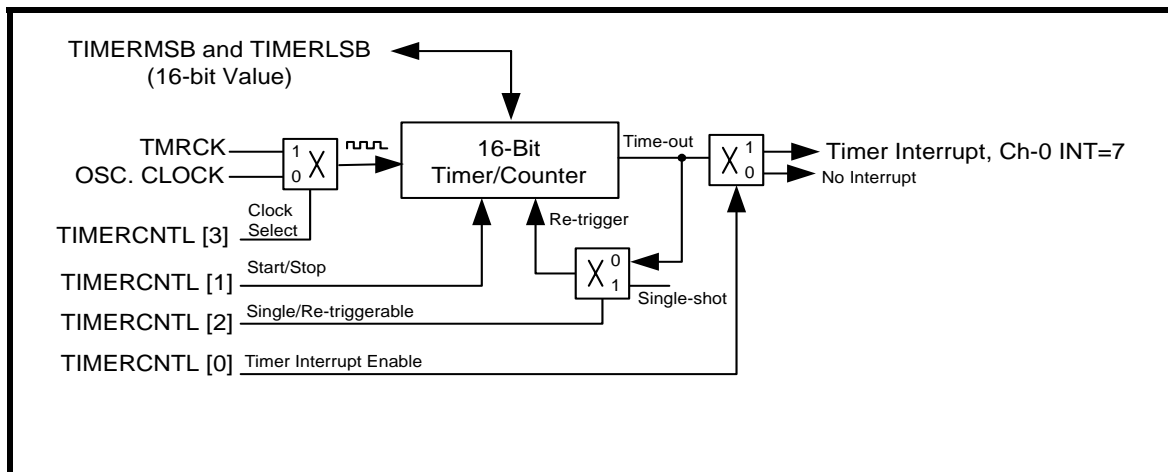 TIMERMSB and TIMERLSB
(16-bit Value)
TMRCK
OSC. CLOCK
1
0
X
16-Bit
Timer/Counter
Time-out
X
1
0
Timer Interrupt, Ch-0 INT=7
No Interrupt
Clock
Select
TIMERCNTL [3]
Re-trigger
X
0
1
Single-shot
TIMERCNTL [1]
Start/Stop
TIMERCNTL [2]
Single/Re-triggerable
TIMERCNTL [0]
Timer Interrupt Enable